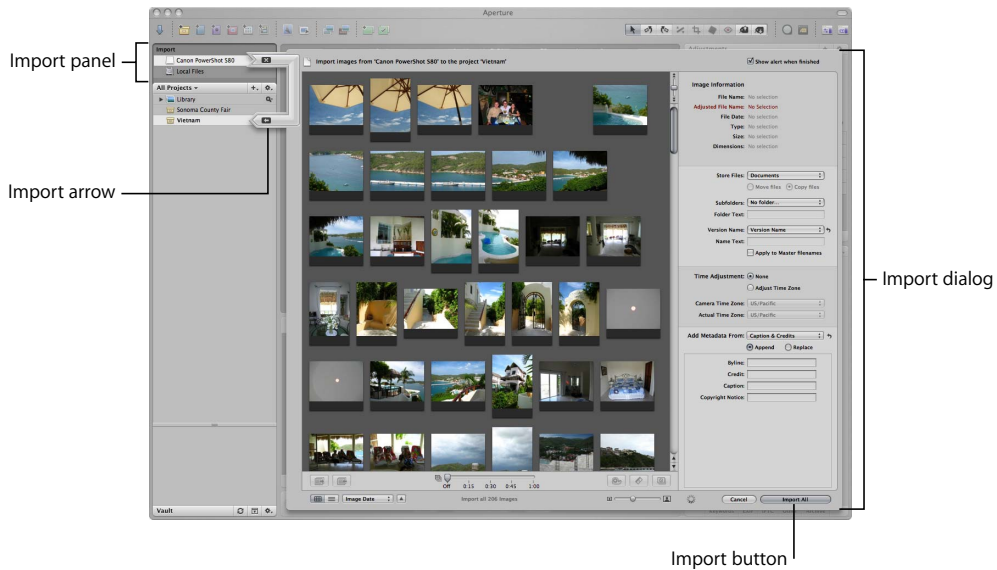 Aperture
Import panel
Import arrow
Import dialog
Import button
Import
Canon PowerShot S80
Local Files
All Projects
Library
Sonoma County Fair
Vietnam
Vault
Import images from 'Canon PowerShot S80' to the project 'Vietnam'
Show alert when finished
Adjustments
Image Information
File Name: No selection
Adjusted File Name: No Selection
File Date: No selection
Type: No selection
Size: No selection
Dimensions: No selection
Store Files: Documents
Move files Copy files
Subfolders: No folder...
Folder Text:
Version Name: Version Name
Name Text:
Apply to Master filenames
Time Adjustment: None
Adjust Time Zone
Camera Time Zone: US/Pacific
Actual Time Zone: US/Pacific
Add Metadata From: Caption & Credits
Append Replace
Byline:
Credit:
Caption:
Copyright Notice:
Off 0:15 0:30 0:45 1:00
Image Date
Import all 206 images
Cancel
Import All